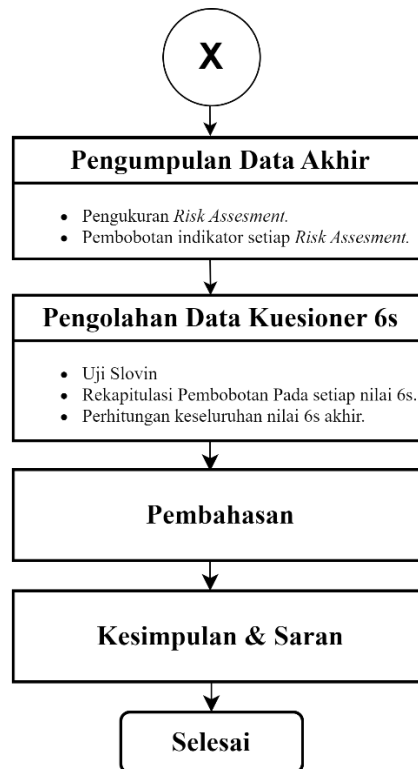 X
Pengumpulan Data Akhir
• Pengukuran Risk Assesment.
• Pembobotan indikator setiap Risk Assesment.
Pengolahan Data Kuesioner 6s
• Uji Slovin
• Rekapitulasi Pembobotan Pada setiap nilai 6s.
• Perhitungan keseluruhan nilai 6s akhir.
Pembahasan
Kesimpulan & Saran
Selesai